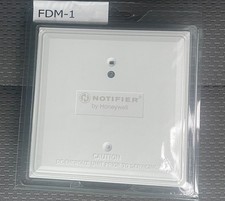 FDM-1
NOTIFIER
by Honeywell
CAUTION